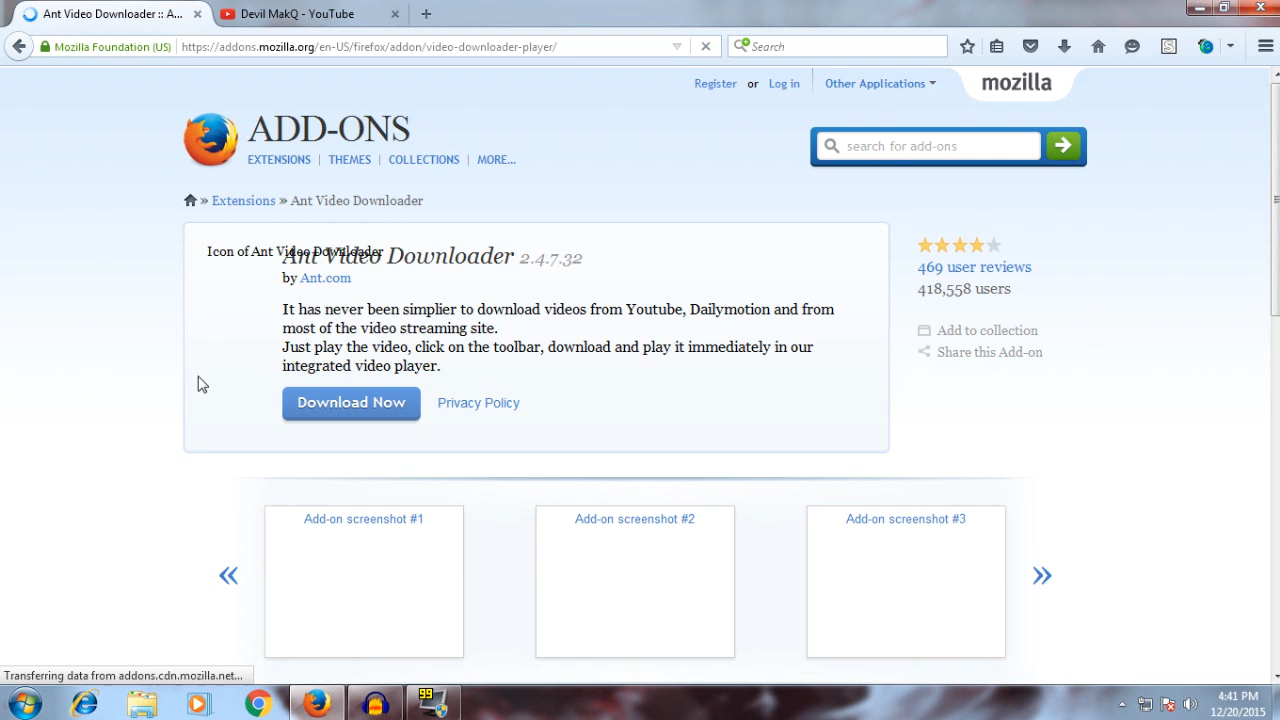 Ant Video Downloader :: A...
Devil MakQ - YouTube
Mozilla Foundation (US)
https://addons.mozilla.org/en-US/firefox/addon/video-downloader-player/
Search
Register or Log in
Other Applications
mozilla
ADD-ONS
EXTENSIONS | THEMES | COLLECTIONS | MORE...
search for add-ons
» Extensions » Ant Video Downloader
Icon of Ant Video Downloader
Ant Video Downloader 2.4.7.32
by Ant.com
It has never been simplier to download videos from Youtube, Dailymotion and from
most of the video streaming site.
Just play the video, click on the toolbar, download and play it immediately in our
integrated video player.
Download Now
Privacy Policy
469 user reviews
418,558 users
Add to collection
Share this Add-on
Add-on screenshot #1
Add-on screenshot #2
Add-on screenshot #3
Transferring data from addons.cdn.mozilla.net...
99
4:41 PM
12/20/2015